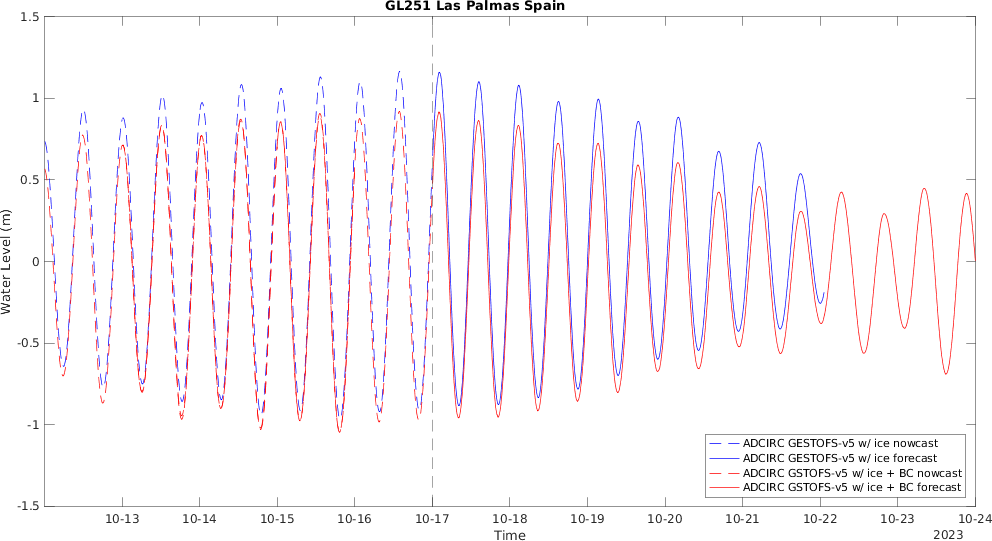 GL251 Las Palmas Spain
1.5
1
0.5
0
-0.5
-1
-1.5
Water Level (m)
10-13 10-14 10-15 10-16 10-17 10-18 10-19 10-20 10-21 10-22 10-23 10-24
Time
2023
ADCIRC GESTOFS-v5 w/ ice nowcast
ADCIRC GESTOFS-v5 w/ ice forecast
ADCIRC GSTOFS-v5 w/ ice + BC nowcast
ADCIRC GSTOFS-v5 w/ ice + BC forecast